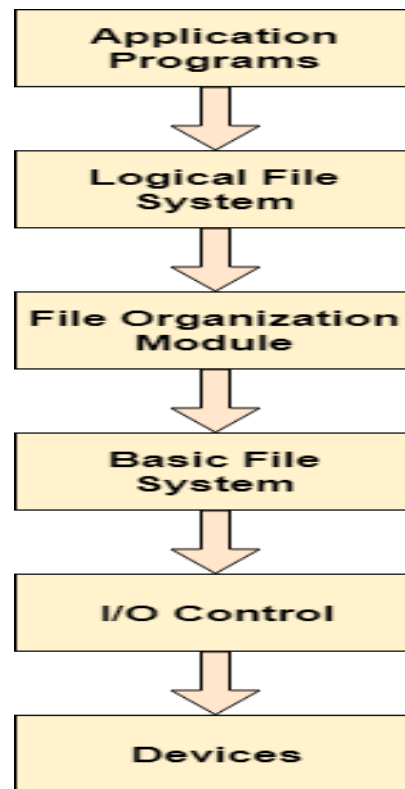 Application
Programs
Logical File
System
File Organization
Module
Basic File
System
I/O Control
Devices